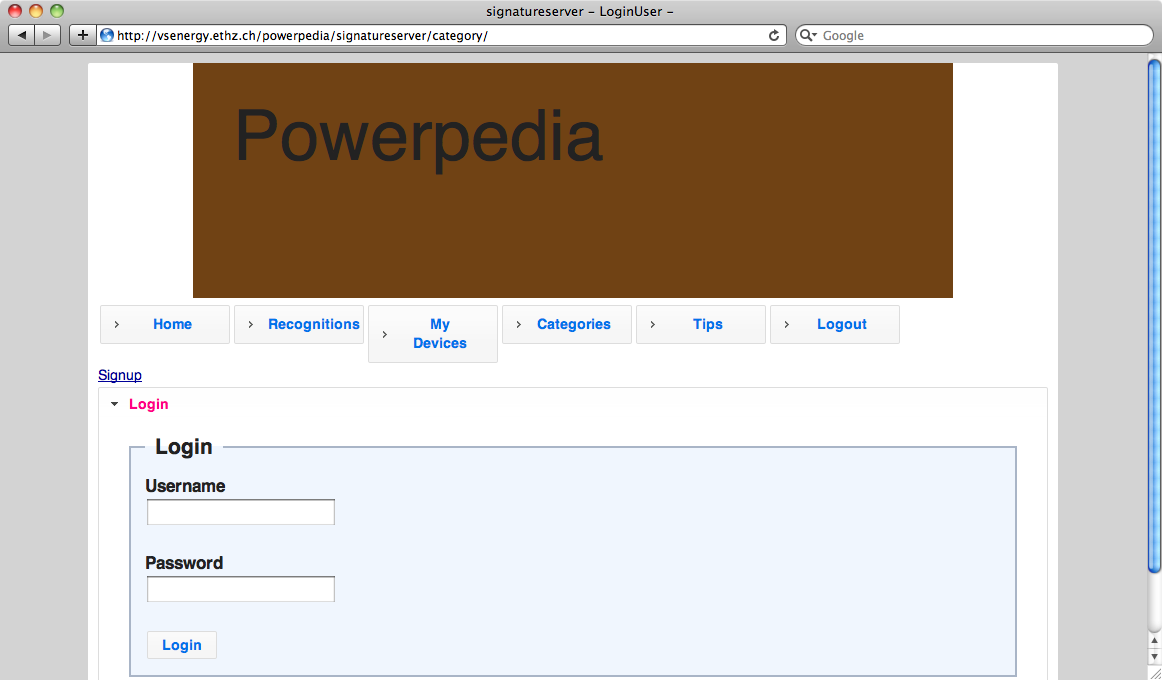 signatureserver – LoginUser –
http://vsenergy.ethz.ch/powerpedia/signatureserver/category/
Google
Powerpedia
Home
Recognitions
My
Devices
Categories
Tips
Logout
Signup
Login
Login
Username
Password
Login